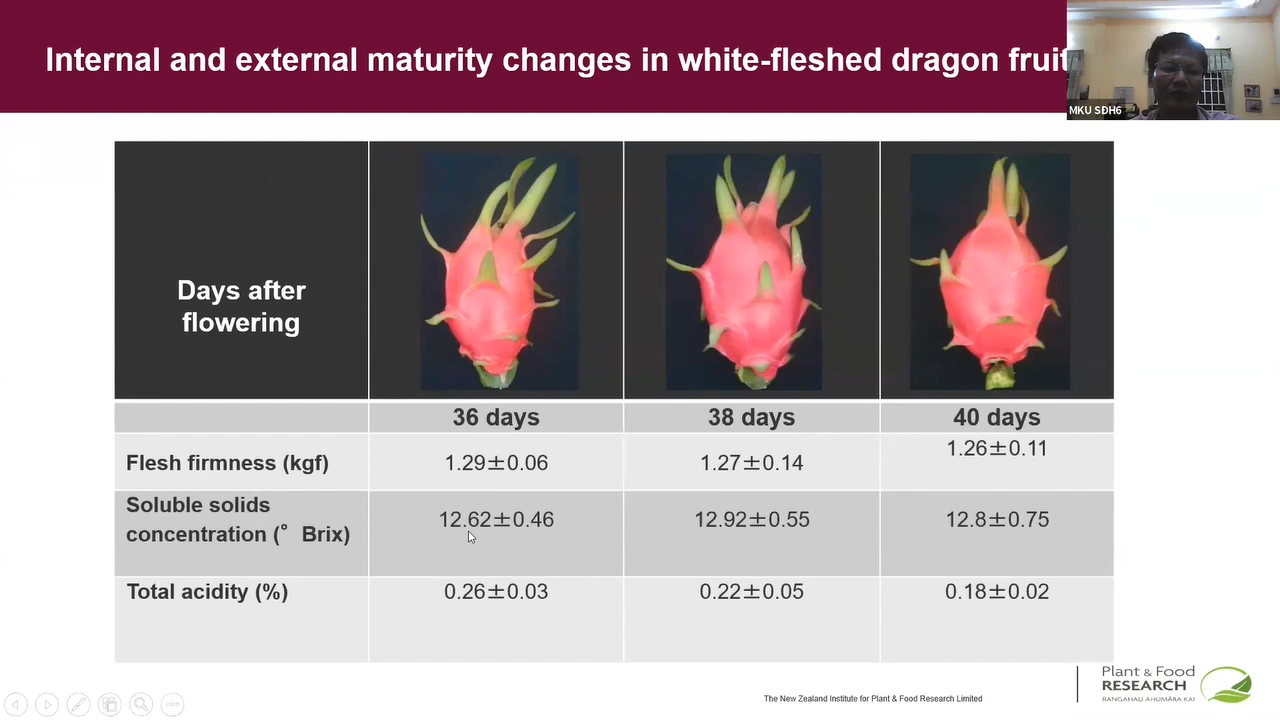 Internal and external maturity changes in white-fleshed dragon fruit
MKU SĐH6
Days after
flowering
36 days
38 days
40 days
Flesh firmness (kgf)
1.29±0.06
1.27±0.14
1.26±0.11
Soluble solids
concentration (° Brix)
12.62±0.46
12.92±0.55
12.8±0.75
Total acidity (%)
0.26±0.03
0.22±0.05
0.18±0.02
The New Zealand Institute for Plant & Food Research Limited
Plant & Food
RESEARCH
RANGAHAU AHUMĀRA KAI